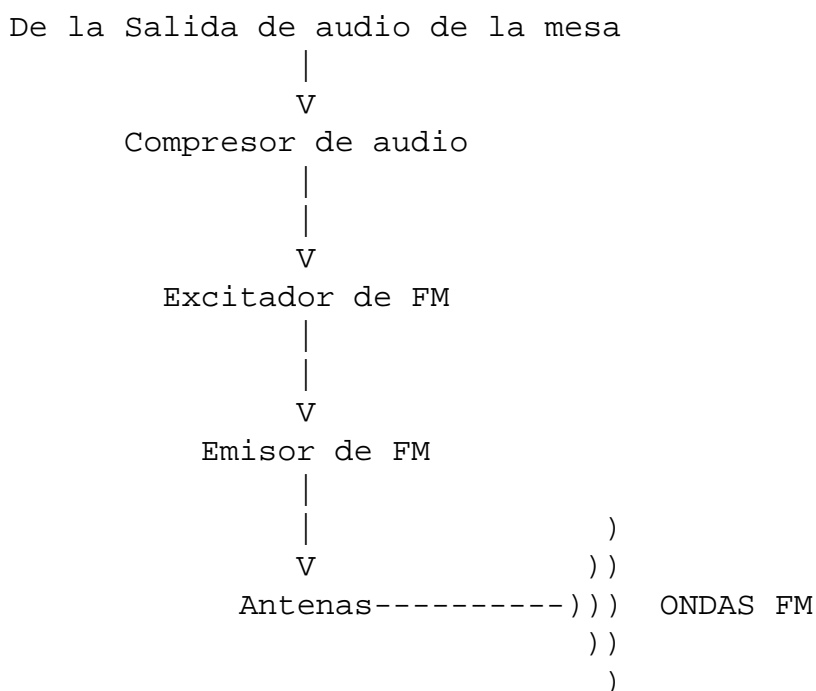 De la Salida de audio de la mesa
|
V
Compresor de audio
|
|
V
Excitador de FM
|
|
V
Emisor de FM
|
| )
V ))
Antenas----------))) ONDAS FM
))
)